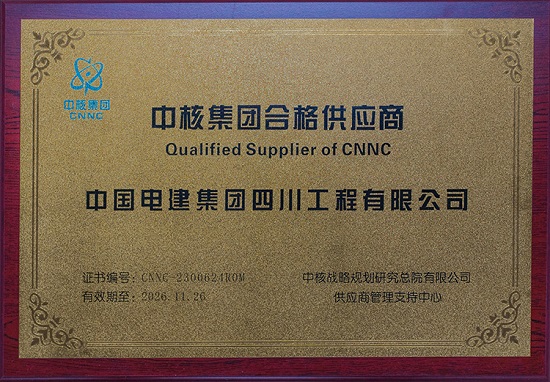 中核集团
CNNC
中核集团合格供应商
Qualified Supplier of CNNC
中国电建集团四川工程有限公司
证书编号：CNNC-2300624R0M
有效期至：2026.11.26
中核战略规划研究总院有限公司
供应商管理支持中心